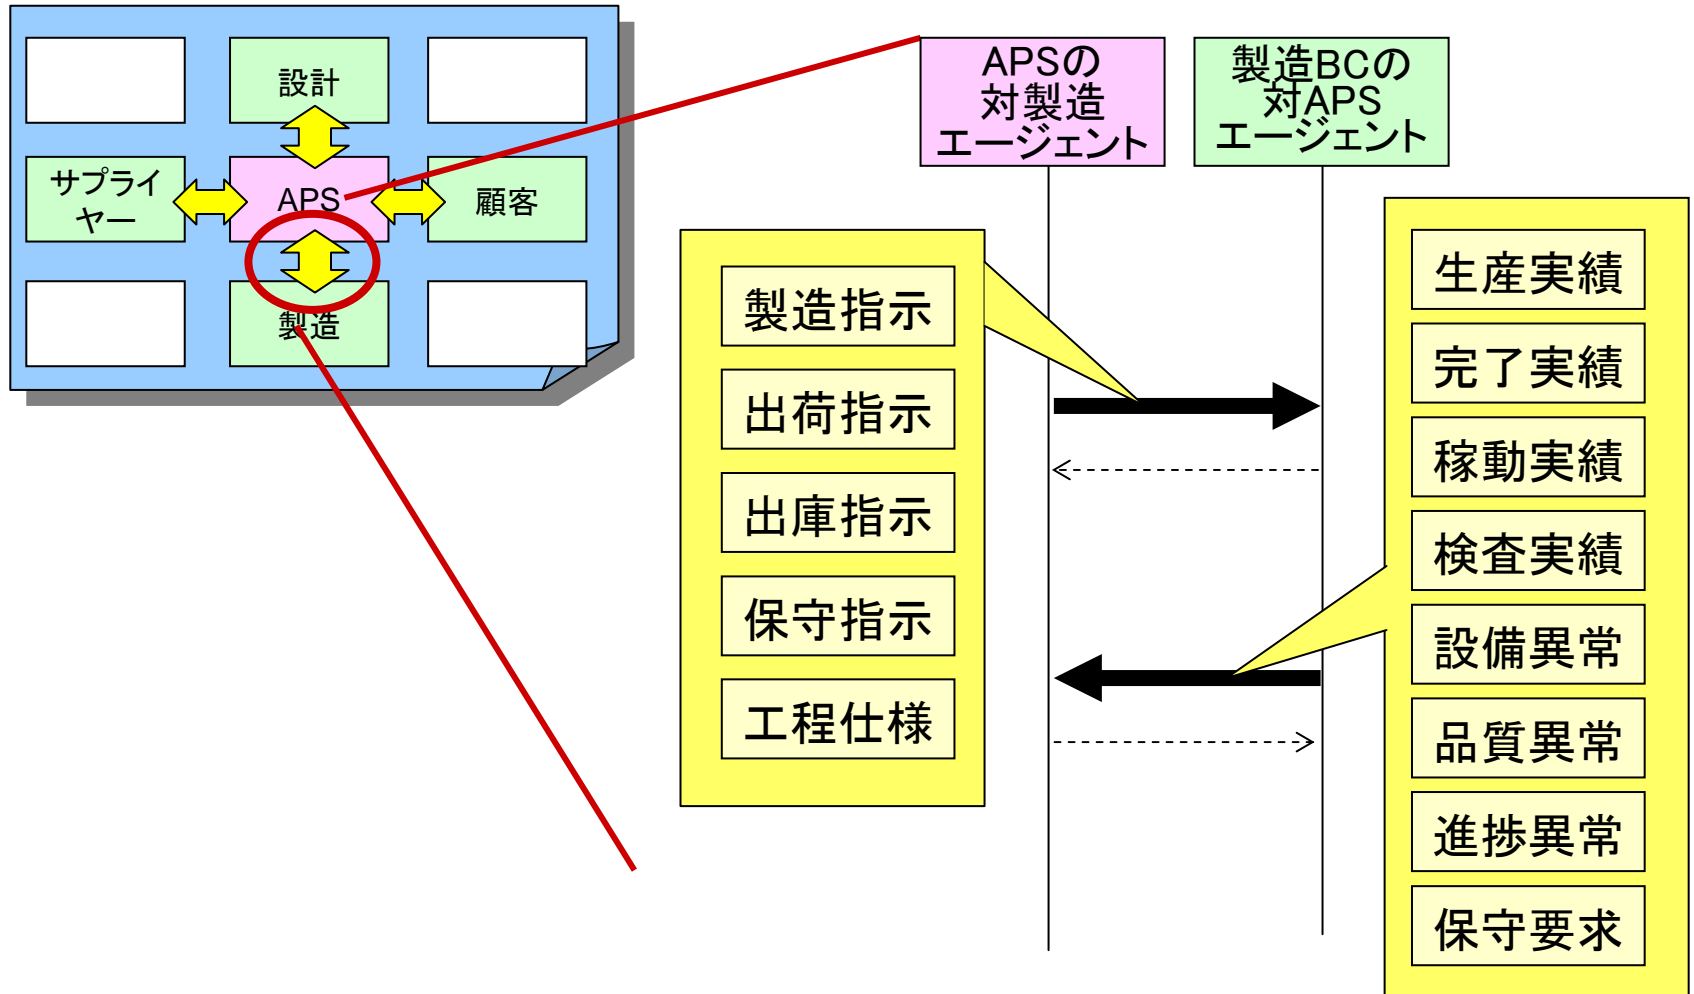 設計
サプライ
ヤー
APS
顧客
製造
APSの
対製造
エージェント
製造BCの
対APS
エージェント
製造指示
出荷指示
出庫指示
保守指示
工程仕様
生産実績
完了実績
稼動実績
検査実績
設備異常
品質異常
進捗異常
保守要求